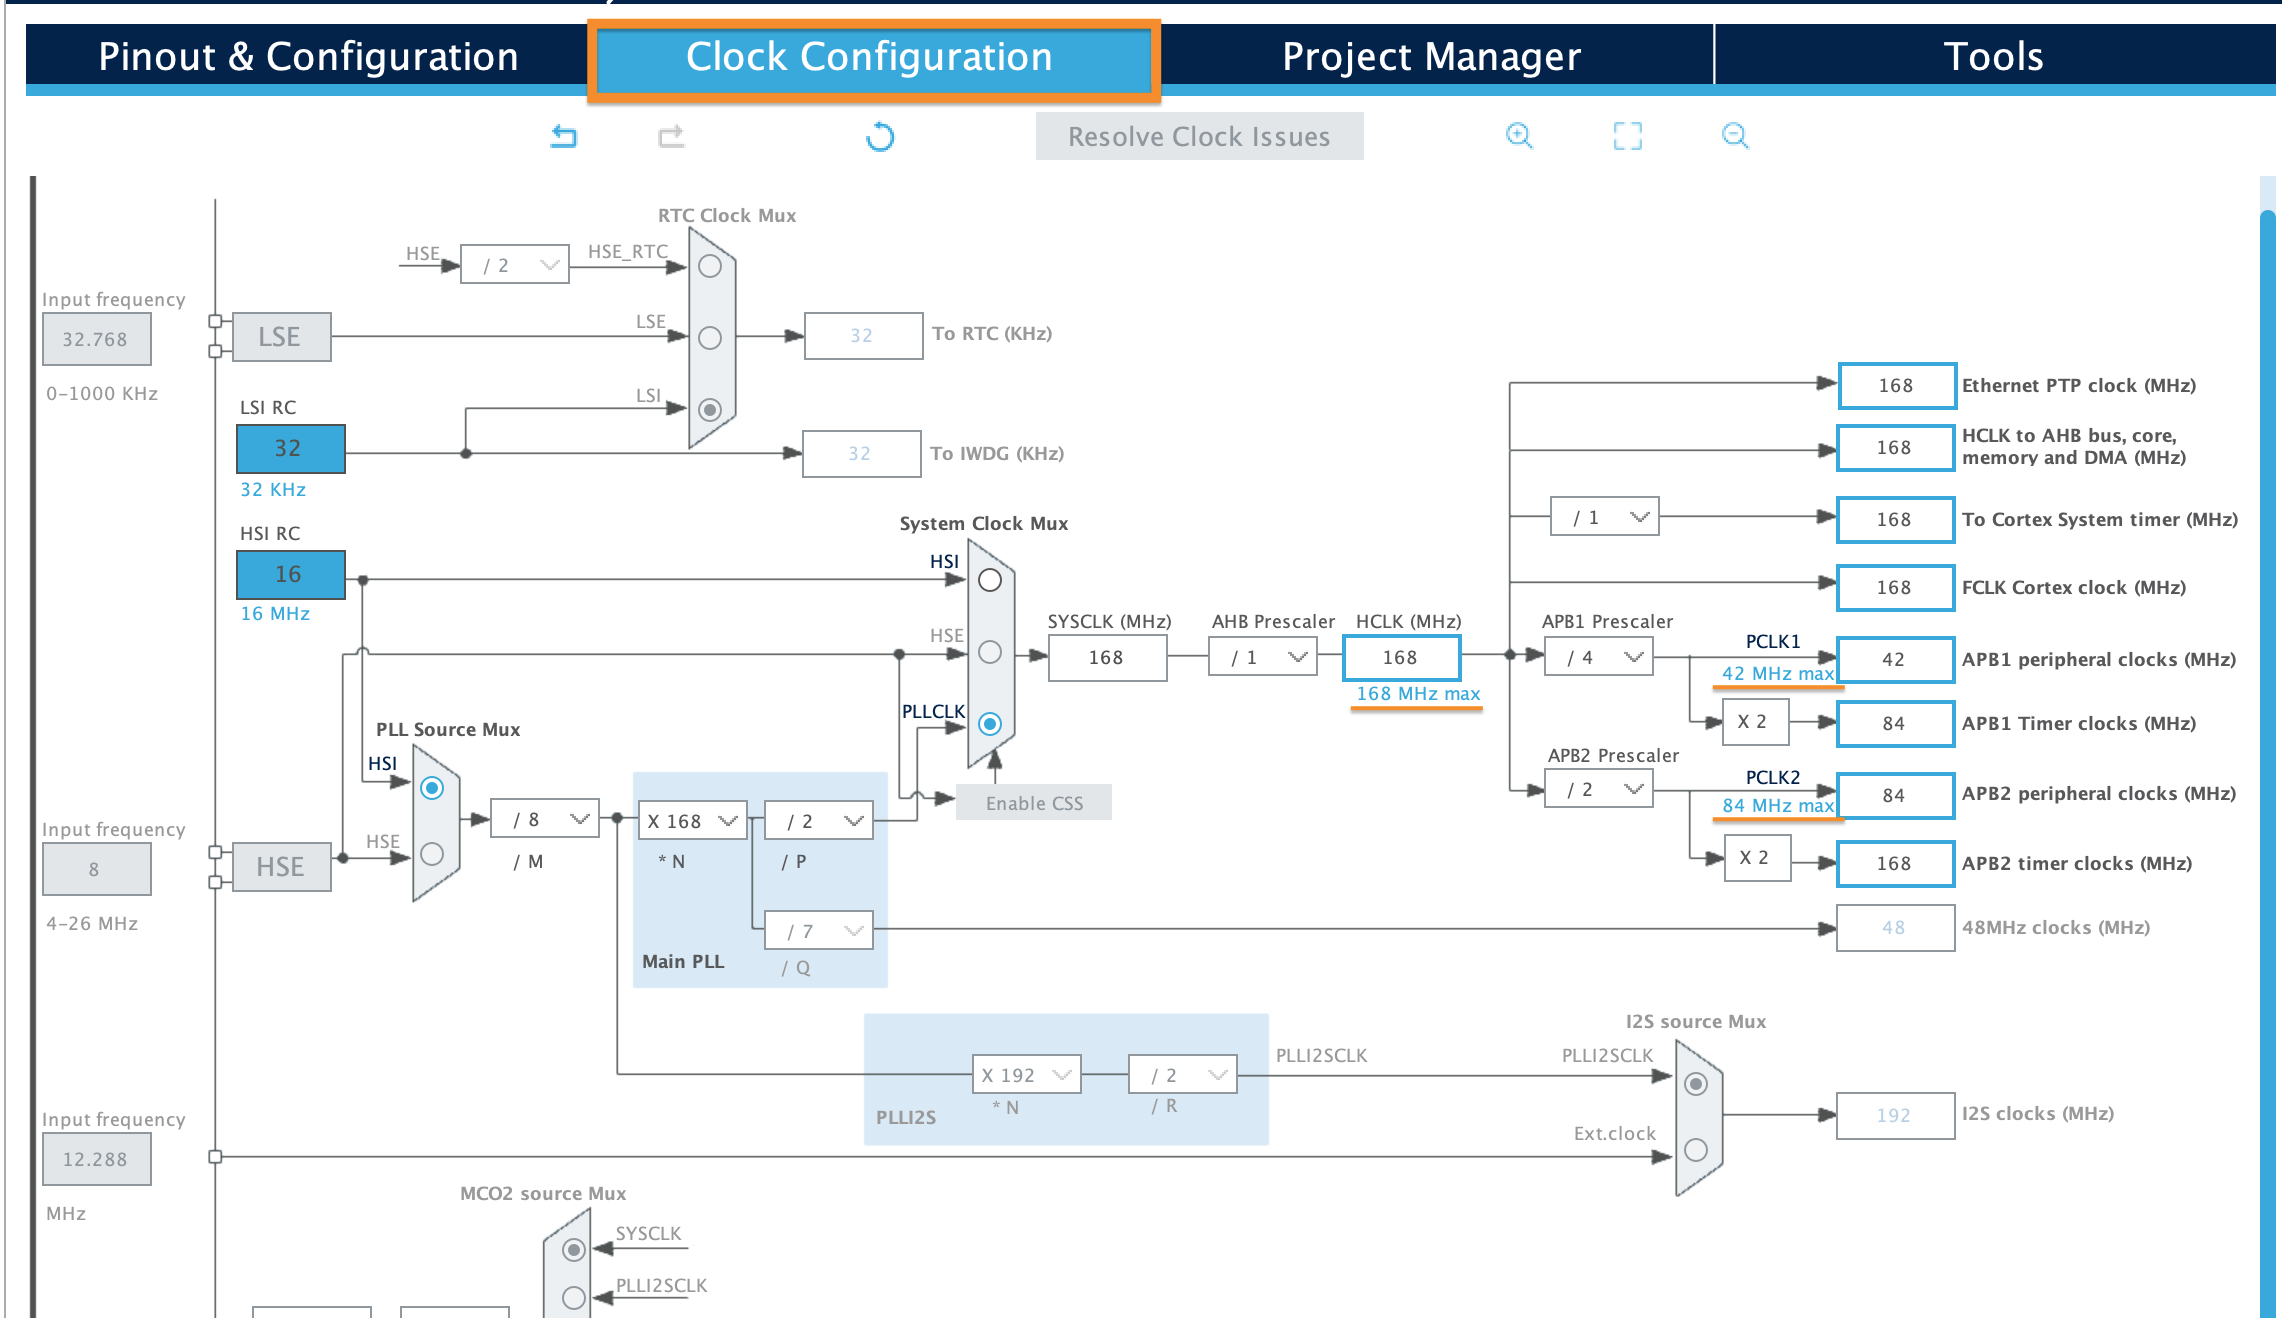 Pinout & Configuration
Clock Configuration
Project Manager
Tools
Resolve Clock Issues
RTC Clock Mux
HSE
/ 2
HSE_RTC
Input frequency
32.768
0-1000 KHz
LSE
LSE
32
To RTC (KHz)
LSI RC
32
32 KHz
LSI
32
To IWDG (KHz)
HSI RC
16
16 MHz
System Clock Mux
HSI
HSE
PLLCLK
SYSCLK (MHz)
168
AHB Prescaler
/ 1
HCLK (MHz)
168
168 MHz max
168
Ethernet PTP clock (MHz)
168
HCLK to AHB bus, core,
memory and DMA (MHz)
/ 1
168
To Cortex System timer (MHz)
168
FCLK Cortex clock (MHz)
APB1 Prescaler
/ 4
PCLK1
42 MHz max
42
APB1 peripheral clocks (MHz)
X 2
84
APB1 Timer clocks (MHz)
APB2 Prescaler
/ 2
PCLK2
84 MHz max
84
APB2 peripheral clocks (MHz)
X 2
168
APB2 timer clocks (MHz)
PLL Source Mux
HSI
HSE
Input frequency
8
4-26 MHz
HSE
/ 8
/ M
X 168
* N
/ 2
/ P
/ 7
/ Q
Main PLL
Enable CSS
48
48MHz clocks (MHz)
X 192
* N
/ 2
/ R
PLLI2S
PLLI2SCLK
I2S source Mux
PLLI2SCLK
Ext.clock
192
I2S clocks (MHz)
Input frequency
12.288
MHz
MCO2 source Mux
SYSCLK
PLLI2SCLK